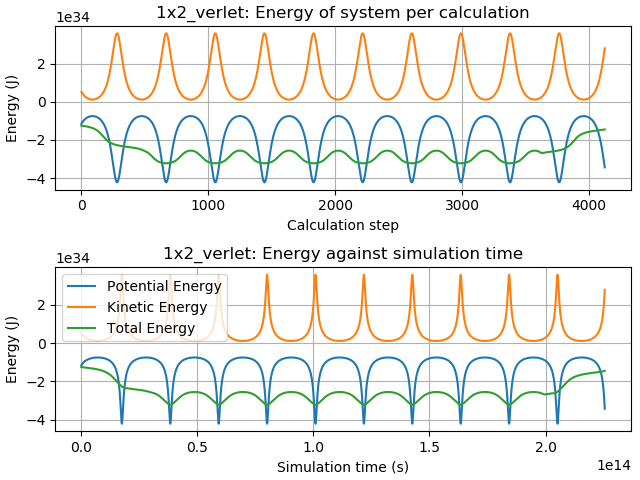 1x2_verlet: Energy of system per calculation
1e34
Energy (J)
2
0
−2
−4
0 1000 2000 3000 4000
Calculation step
1x2_verlet: Energy against simulation time
1e34
Energy (J)
2
0
−2
−4
Potential Energy
Kinetic Energy
Total Energy
0.0 0.5 1.0 1.5 2.0
1e14
Simulation time (s)